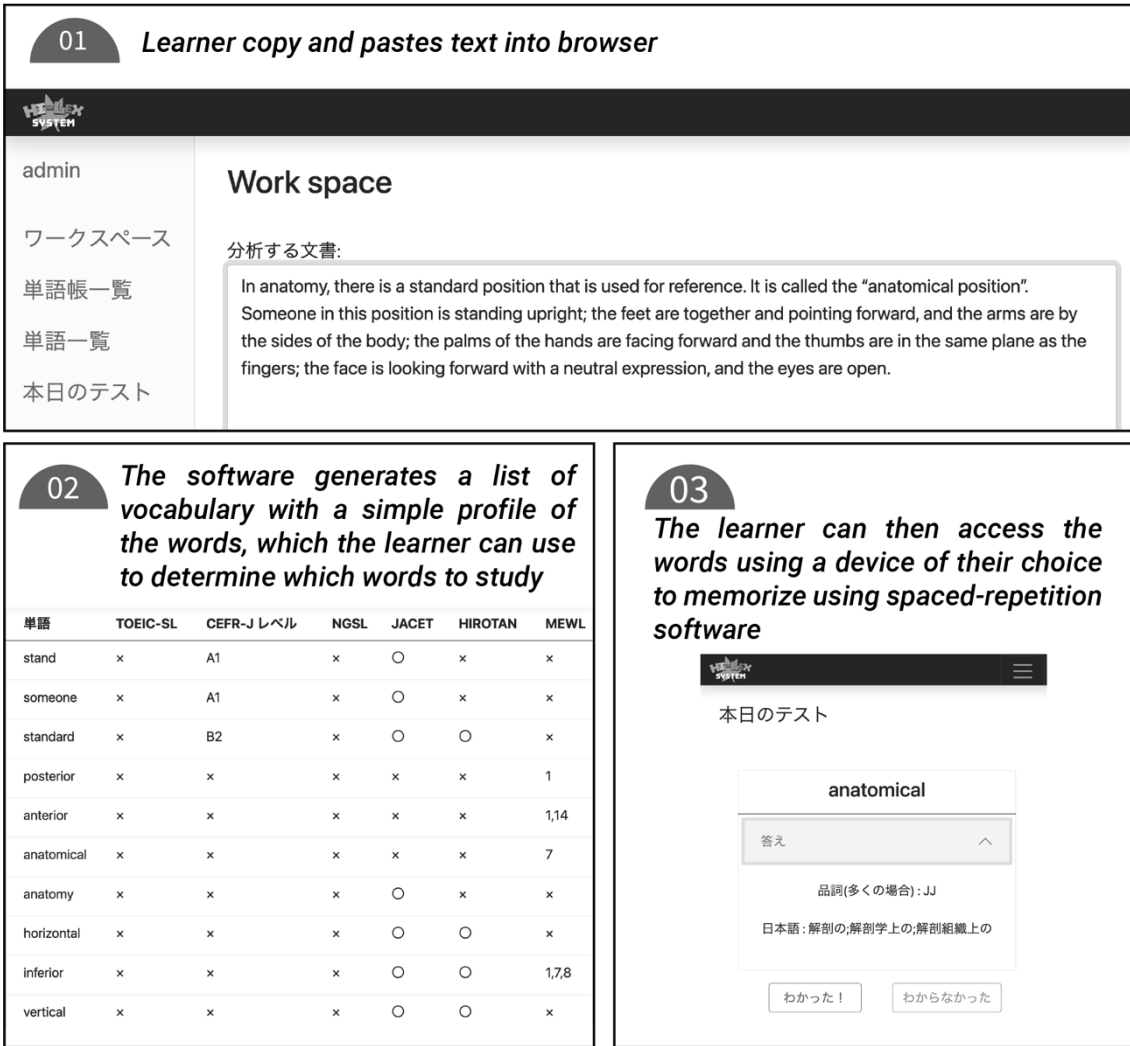 01
Learner copy and pastes text into browser
HI-LEX
SYSTEM
admin
Work space
ワークスペース
分析する文書:
単語帳一覧
In anatomy, there is a standard position that is used for reference. It is called the “anatomical position”.
Someone in this position is standing upright; the feet are together and pointing forward, and the arms are by
単語一覧
the sides of the body; the palms of the hands are facing forward and the thumbs are in the same plane as the
fingers; the face is looking forward with a neutral expression, and the eyes are open.
本日のテスト
02
The software generates a list of
vocabulary with a simple profile of
the words, which the learner can use
to determine which words to study
単語 TOEIC-SL CEFR-J レベル NGSL JACET HIROTAN MEWL
stand × A1 × ○ × ×
someone × A1 × ○ × ×
standard × B2 × ○ ○ ×
posterior × × × × × 1
anterior × × × × × 1,14
anatomical × × × × × 7
anatomy × × × ○ × ×
horizontal × × × ○ ○ ×
inferior × × × ○ ○ 1,7,8
vertical × × × ○ ○ ×
03
The learner can then access the
words using a device of their choice
to memorize using spaced-repetition
software
HI-LEX
SYSTEM
本日のテスト
anatomical
答え
品詞(多くの場合) : JJ
日本語 : 解剖の;解剖学上の;解剖組織上の
わかった！ わからなかった